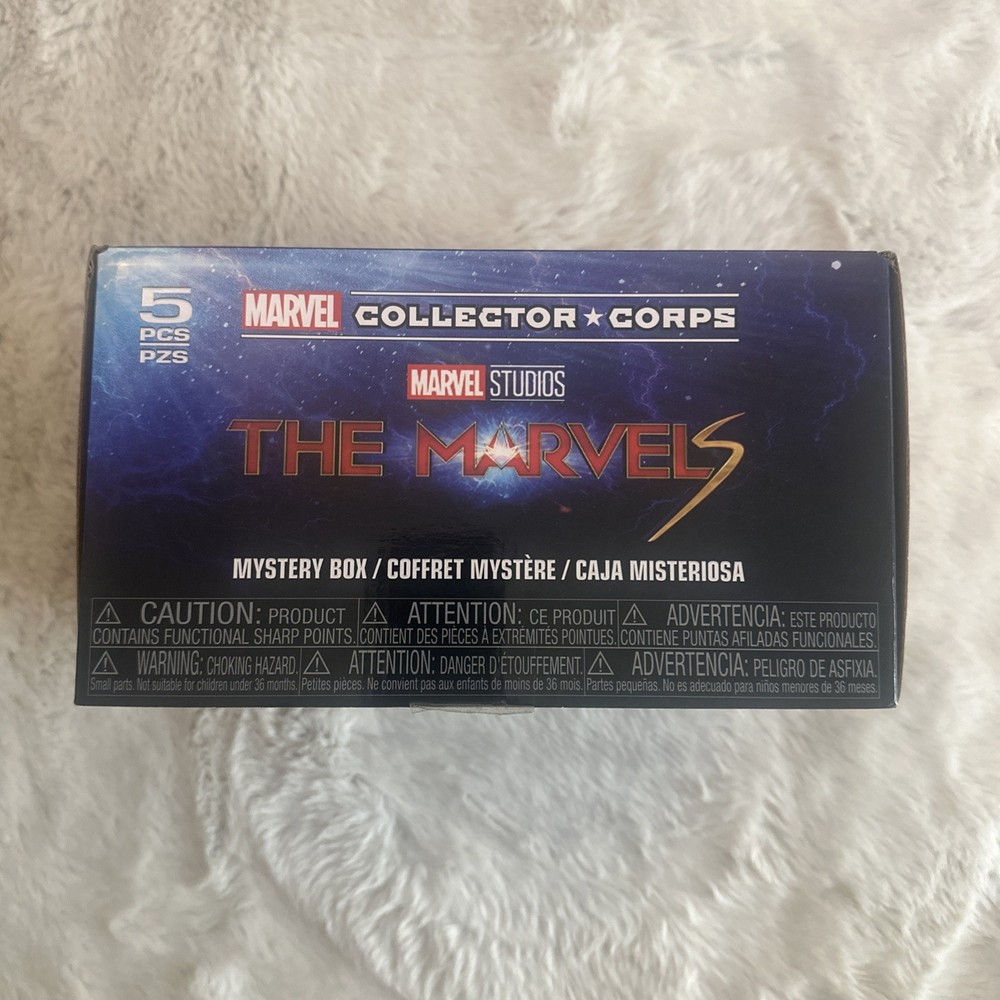 5
PCS
PZS
MARVEL COLLECTOR ★ CORPS
MARVEL STUDIOS
THE MARVELS
MYSTERY BOX / COFFRET MYSTÈRE / CAJA MISTERIOSA
⚠ CAUTION: PRODUCT
CONTAINS FUNCTIONAL SHARP POINTS.
⚠ ATTENTION: CE PRODUIT
CONTIENT DES PIÈCES À EXTRÉMITÉS POINTUES.
⚠ ADVERTENCIA: ESTE PRODUCTO
CONTIENE PUNTAS AFILADAS FUNCIONALES.
⚠ WARNING: CHOKING HAZARD.
Small parts. Not suitable for children under 36 months.
⚠ ATTENTION: DANGER D'ÉTOUFFEMENT.
Petites pièces. Ne convient pas aux enfants de moins de 36 mois.
⚠ ADVERTENCIA: PELIGRO DE ASFIXIA.
Partes pequeñas. No es adecuado para niños menores de 36 meses.